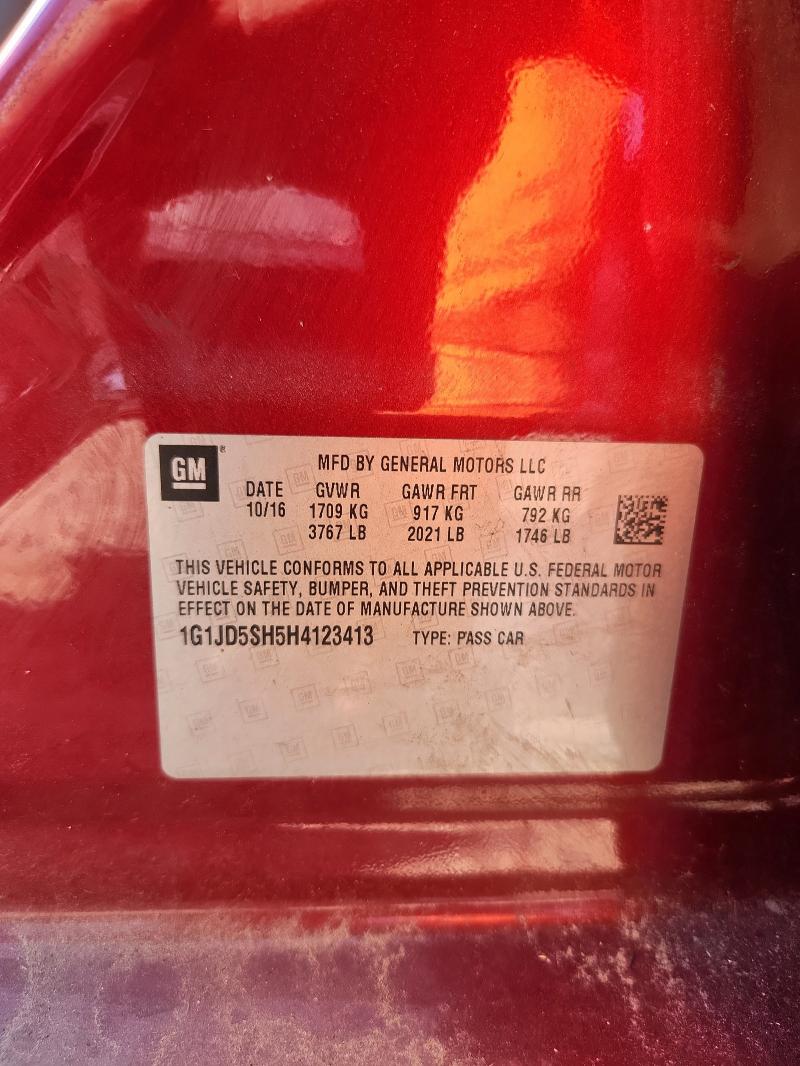 GM®
MFD BY GENERAL MOTORS LLC
DATE GVWR GAWR FRT GAWR RR
10/16 1709 KG 917 KG 792 KG
3767 LB 2021 LB 1746 LB
THIS VEHICLE CONFORMS TO ALL APPLICABLE U.S. FEDERAL MOTOR
VEHICLE SAFETY, BUMPER, AND THEFT PREVENTION STANDARDS IN
EFFECT ON THE DATE OF MANUFACTURE SHOWN ABOVE.
1G1JD5SH5H4123413 TYPE: PASS CAR